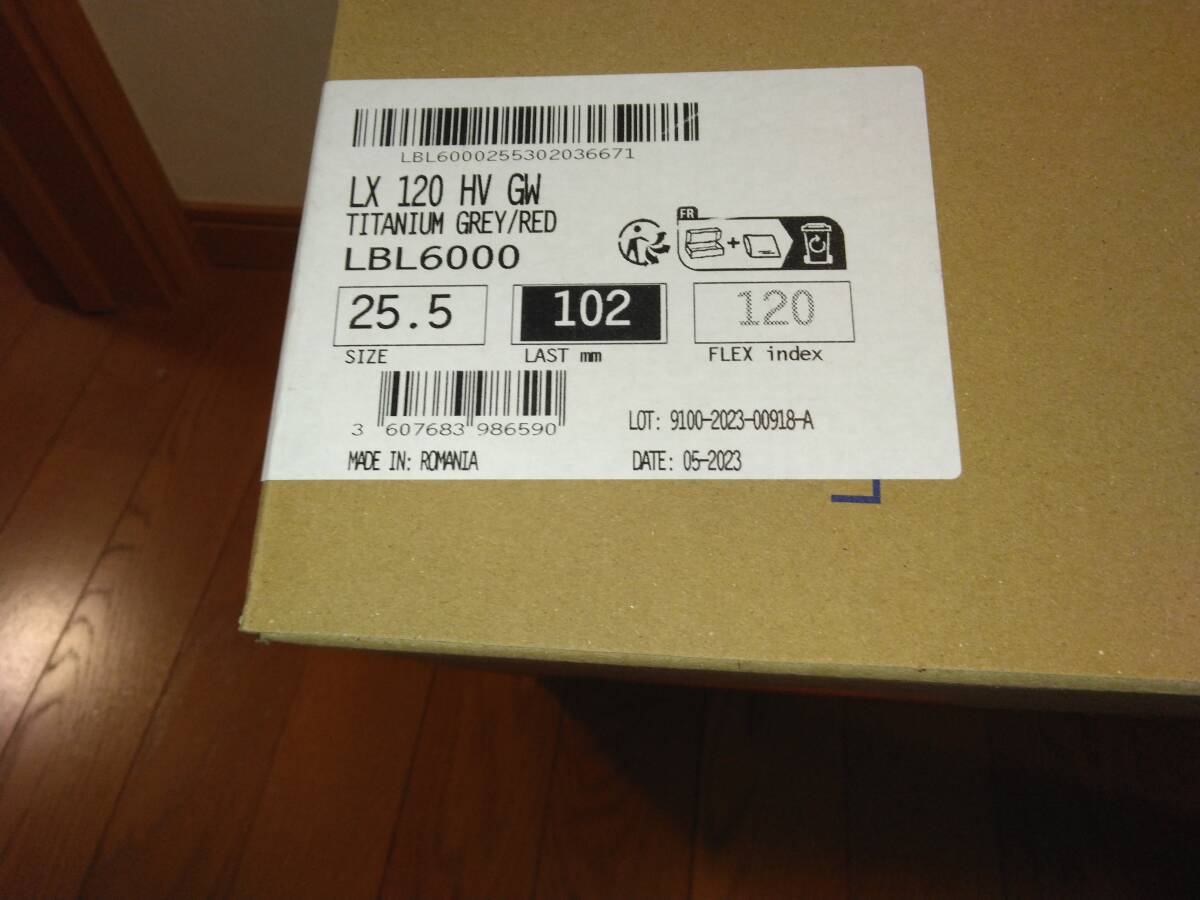 LBL6000255302036671
LX 120 HV GW
TITANIUM GREY/RED
LBL6000
FR
25.5
102
120
SIZE
LAST mm
FLEX index
3 607683 986590
LOT: 9100-2023-00918-A
MADE IN: ROMANIA
DATE: 05-2023